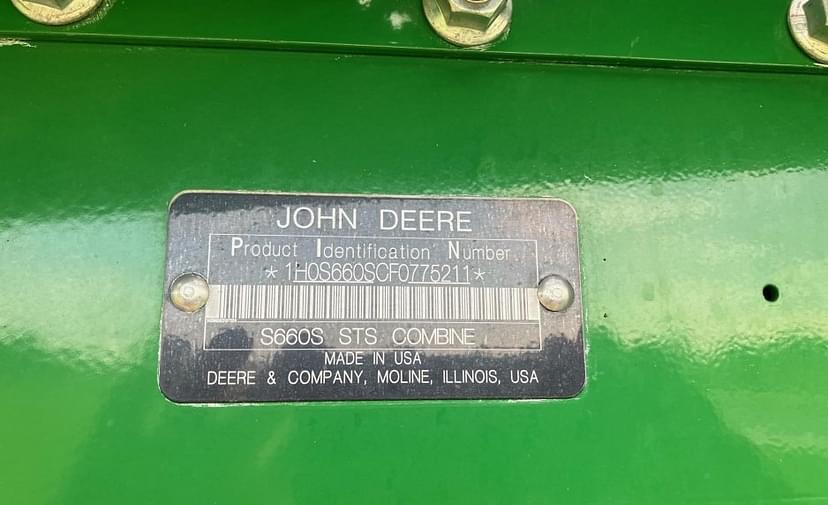 JOHN DEERE
Product Identification Number
*1H0S660SCF0775211*
S660S STS COMBINE
MADE IN USA
DEERE & COMPANY, MOLINE, ILLINOIS, USA